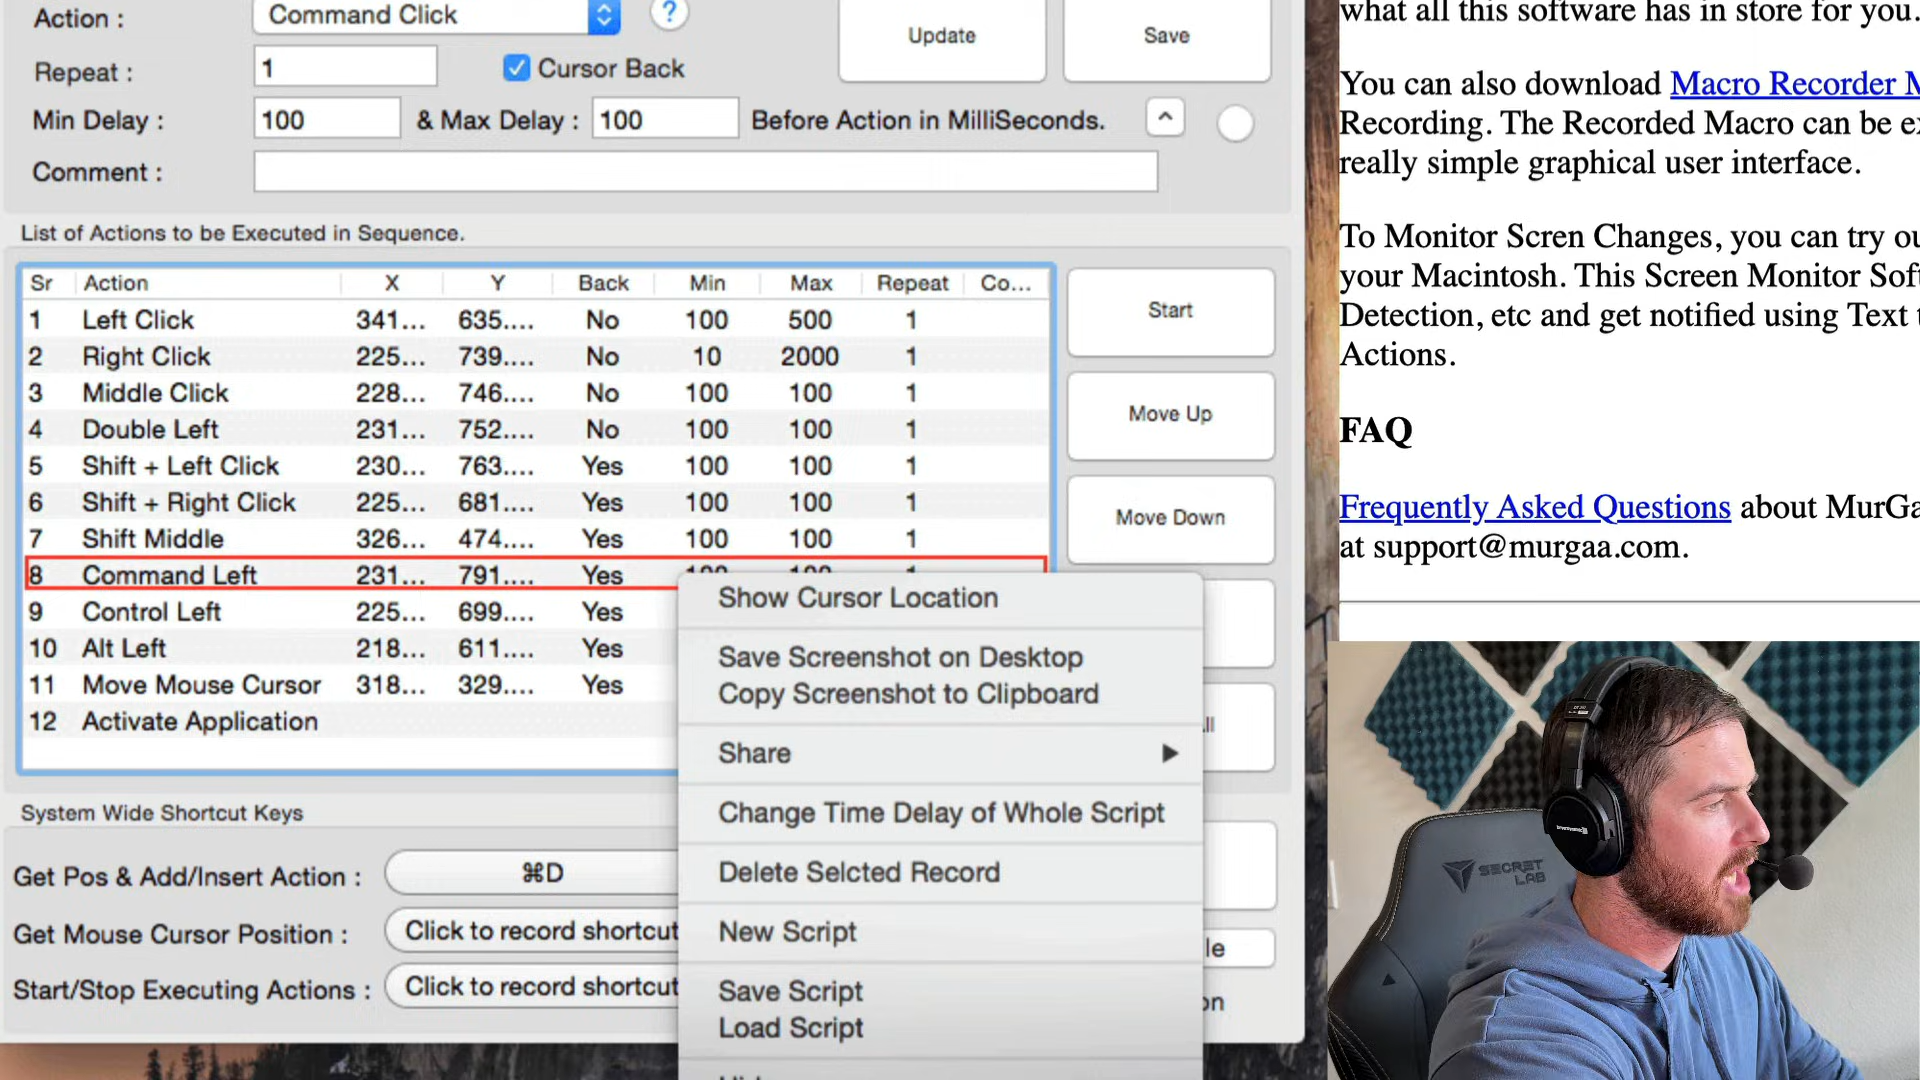 Action :
Command Click
?
Update
Save
Repeat :
1
Cursor Back
Min Delay :
100
& Max Delay :
100
Before Action in MilliSeconds.
Comment :
List of Actions to be Executed in Sequence.
Sr Action X Y Back Min Max Repeat Co...
1 Left Click 341... 635.... No 100 500 1
2 Right Click 225... 739.... No 10 2000 1
3 Middle Click 228... 746.... No 100 100 1
4 Double Left 231... 752.... No 100 100 1
5 Shift + Left Click 230... 763.... Yes 100 100 1
6 Shift + Right Click 225... 681.... Yes 100 100 1
7 Shift Middle 326... 474.... Yes 100 100 1
8 Command Left 231... 791.... Yes
9 Control Left 225... 699.... Yes
10 Alt Left 218... 611.... Yes
11 Move Mouse Cursor 318... 329.... Yes
12 Activate Application
Start
Move Up
Move Down
Show Cursor Location
Save Screenshot on Desktop
Copy Screenshot to Clipboard
Share
Change Time Delay of Whole Script
Delete Selcted Record
New Script
Save Script
Load Script
System Wide Shortcut Keys
Get Pos & Add/Insert Action :
⌘D
Get Mouse Cursor Position :
Click to record shortcut
Start/Stop Executing Actions :
Click to record shortcut
what all this software has in store for you.
You can also download Macro Recorder
Recording. The Recorded Macro can be
really simple graphical user interface.
To Monitor Scren Changes, you can try
your Macintosh. This Screen Monitor
Detection, etc and get notified using Text
Actions.
FAQ
Frequently Asked Questions about
at support@murgaa.com.
SECRET
LAB